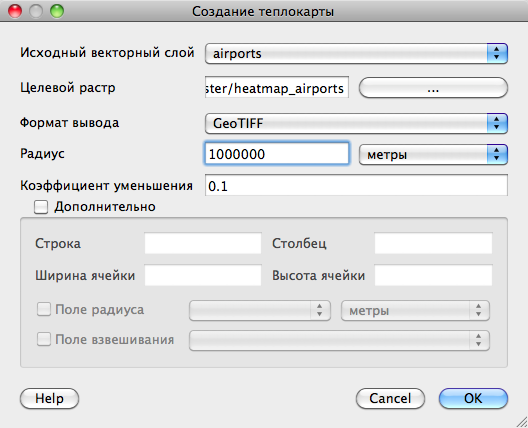 Создание теплокарты
Исходный векторный слой airports
Целевой растр ster/heatmap_airports ...
Формат вывода GeoTIFF
Радиус 1000000 метры
Коэффициент уменьшения 0.1
Дополнительно
Строка Столбец
Ширина ячейки Высота ячейки
Поле радиуса метры
Поле взвешивания
Help Cancel OK